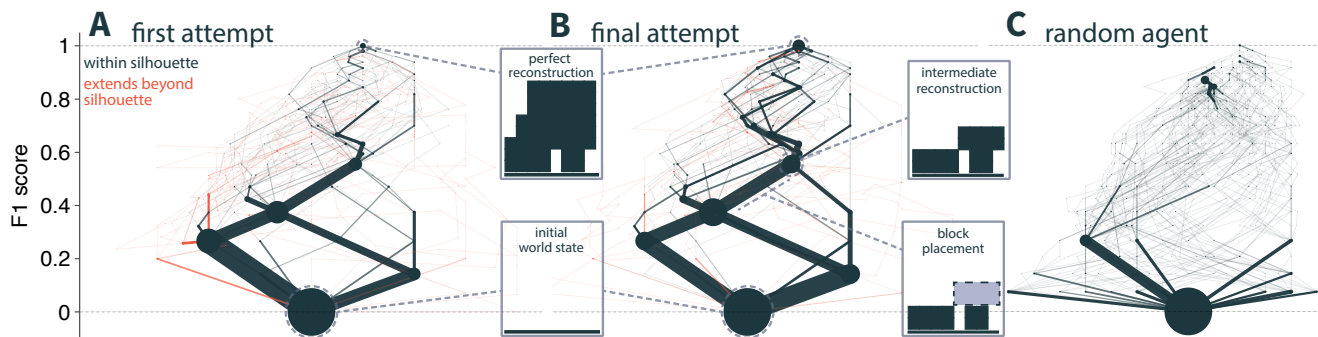 A first attempt
B final attempt
C random agent
within silhouette
extends beyond
silhouette
F1 score
1
0.8
0.6
0.4
0.2
0
perfect
reconstruction
initial
world state
intermediate
reconstruction
block
placement